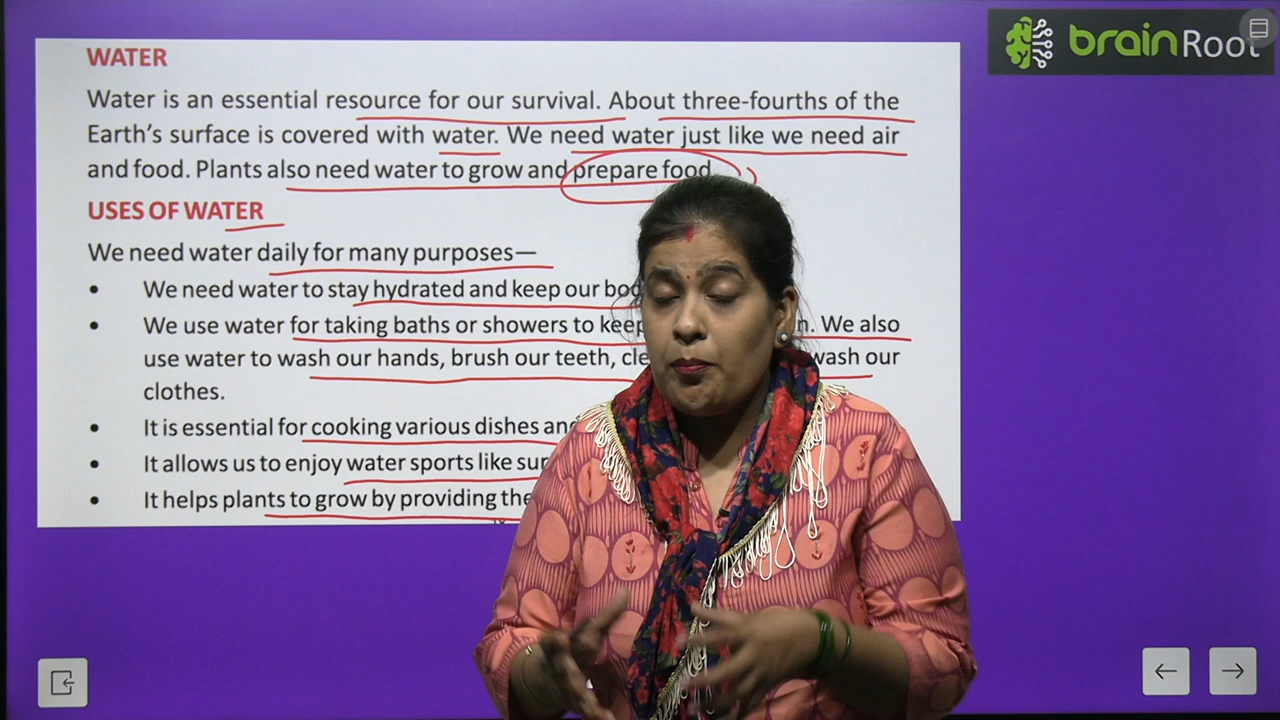 WATER
brainRoot
Water is an essential resource for our survival. About three-fourths of the
Earth's surface is covered with water. We need water just like we need air
and food. Plants also need water to grow and prepare food
USES OF WATER
We need water daily for many purposes—
• We need water to stay hydrated and keep our
• We use water for taking baths or showers to keep We also
use water to wash our hands, brush our teeth, wash our
clothes.
• It is essential for cooking various dishes
• It allows us to enjoy water sports like
• It helps plants to grow by providing